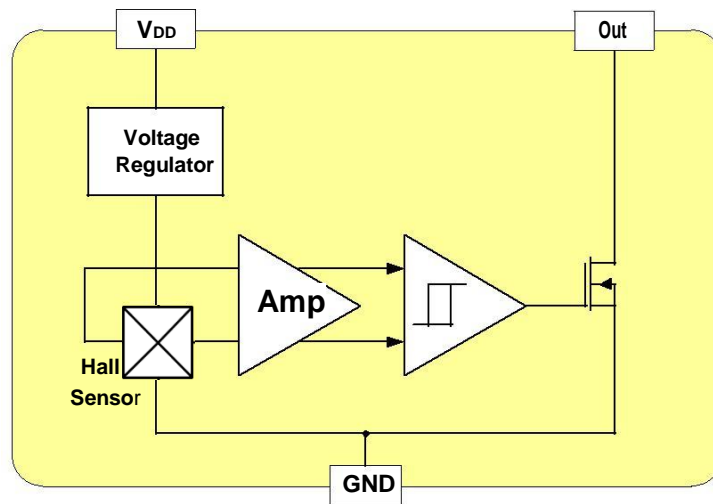 VDD
Out
Voltage
Regulator
Amp
Hall
Sensor
GND